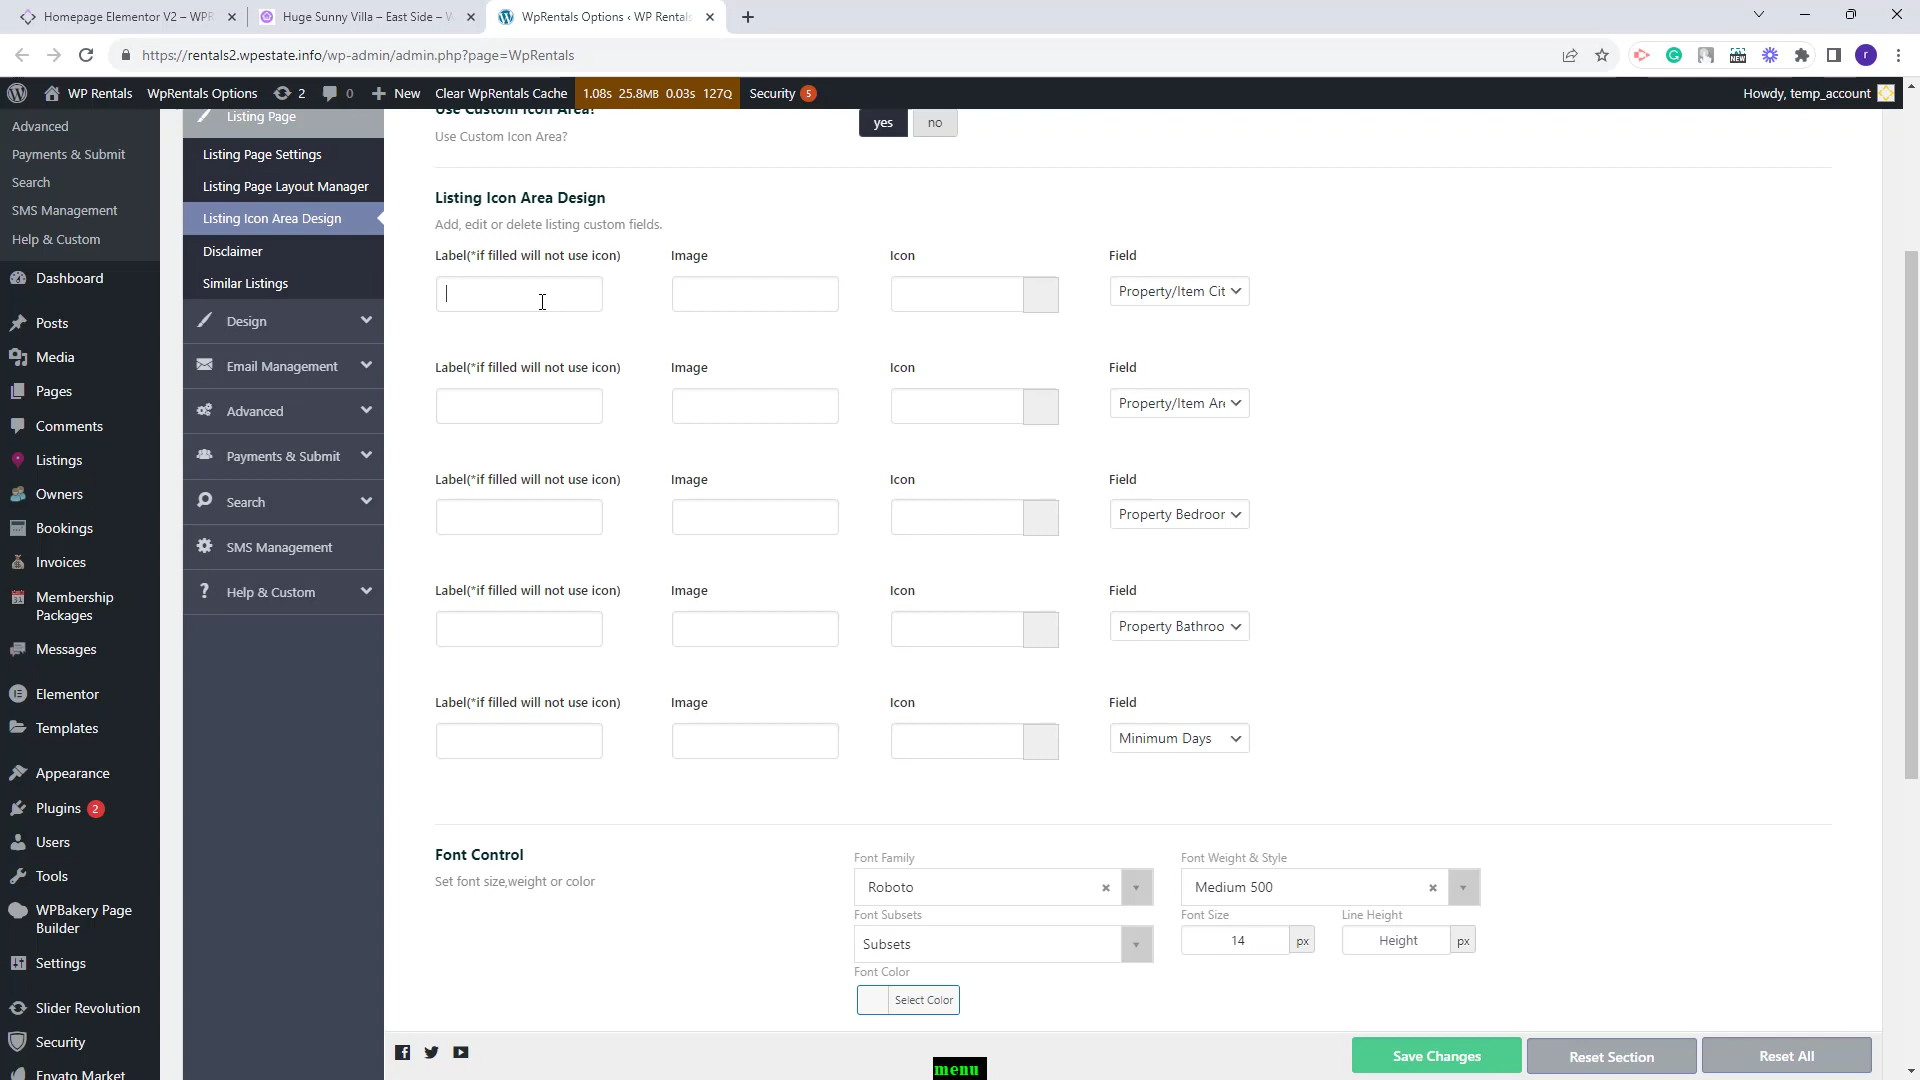 Homepage Elementor V2 – WPR
Huge Sunny Villa – East Side – W
WpRentals Options ‹ WP Rentals
https://rentals2.wpestate.info/wp-admin/admin.php?page=WpRentals
NEW
r
WP Rentals
WpRentals Options
2
0
New
Clear WpRentals Cache
1.08s 25.8MB 0.03s 127Q
Security 5
Howdy, temp_account
Advanced
Payments & Submit
Search
SMS Management
Help & Custom
Dashboard
Posts
Media
Pages
Comments
Listings
Owners
Bookings
Invoices
Membership
Packages
Messages
Elementor
Templates
Appearance
Plugins 2
Users
Tools
WPBakery Page
Builder
Settings
Slider Revolution
Security
Envato Market
Listing Page
Listing Page Settings
Listing Page Layout Manager
Listing Icon Area Design
Disclaimer
Similar Listings
Design
Email Management
Advanced
Payments & Submit
Search
SMS Management
Help & Custom
Use Custom Icon Area?
Use Custom Icon Area?
yes
no
Listing Icon Area Design
Add, edit or delete listing custom fields.
Label(*if filled will not use icon)
Image
Icon
Field
Property/Item Cit
Label(*if filled will not use icon)
Image
Icon
Field
Property/Item Are
Label(*if filled will not use icon)
Image
Icon
Field
Property Bedroor
Label(*if filled will not use icon)
Image
Icon
Field
Property Bathroo
Label(*if filled will not use icon)
Image
Icon
Field
Minimum Days
Font Control
Set font size,weight or color
Font Family
Roboto
Font Weight & Style
Medium 500
Font Subsets
Subsets
Font Size
14
px
Line Height
Height
px
Font Color
Select Color
menu
Save Changes
Reset Section
Reset All